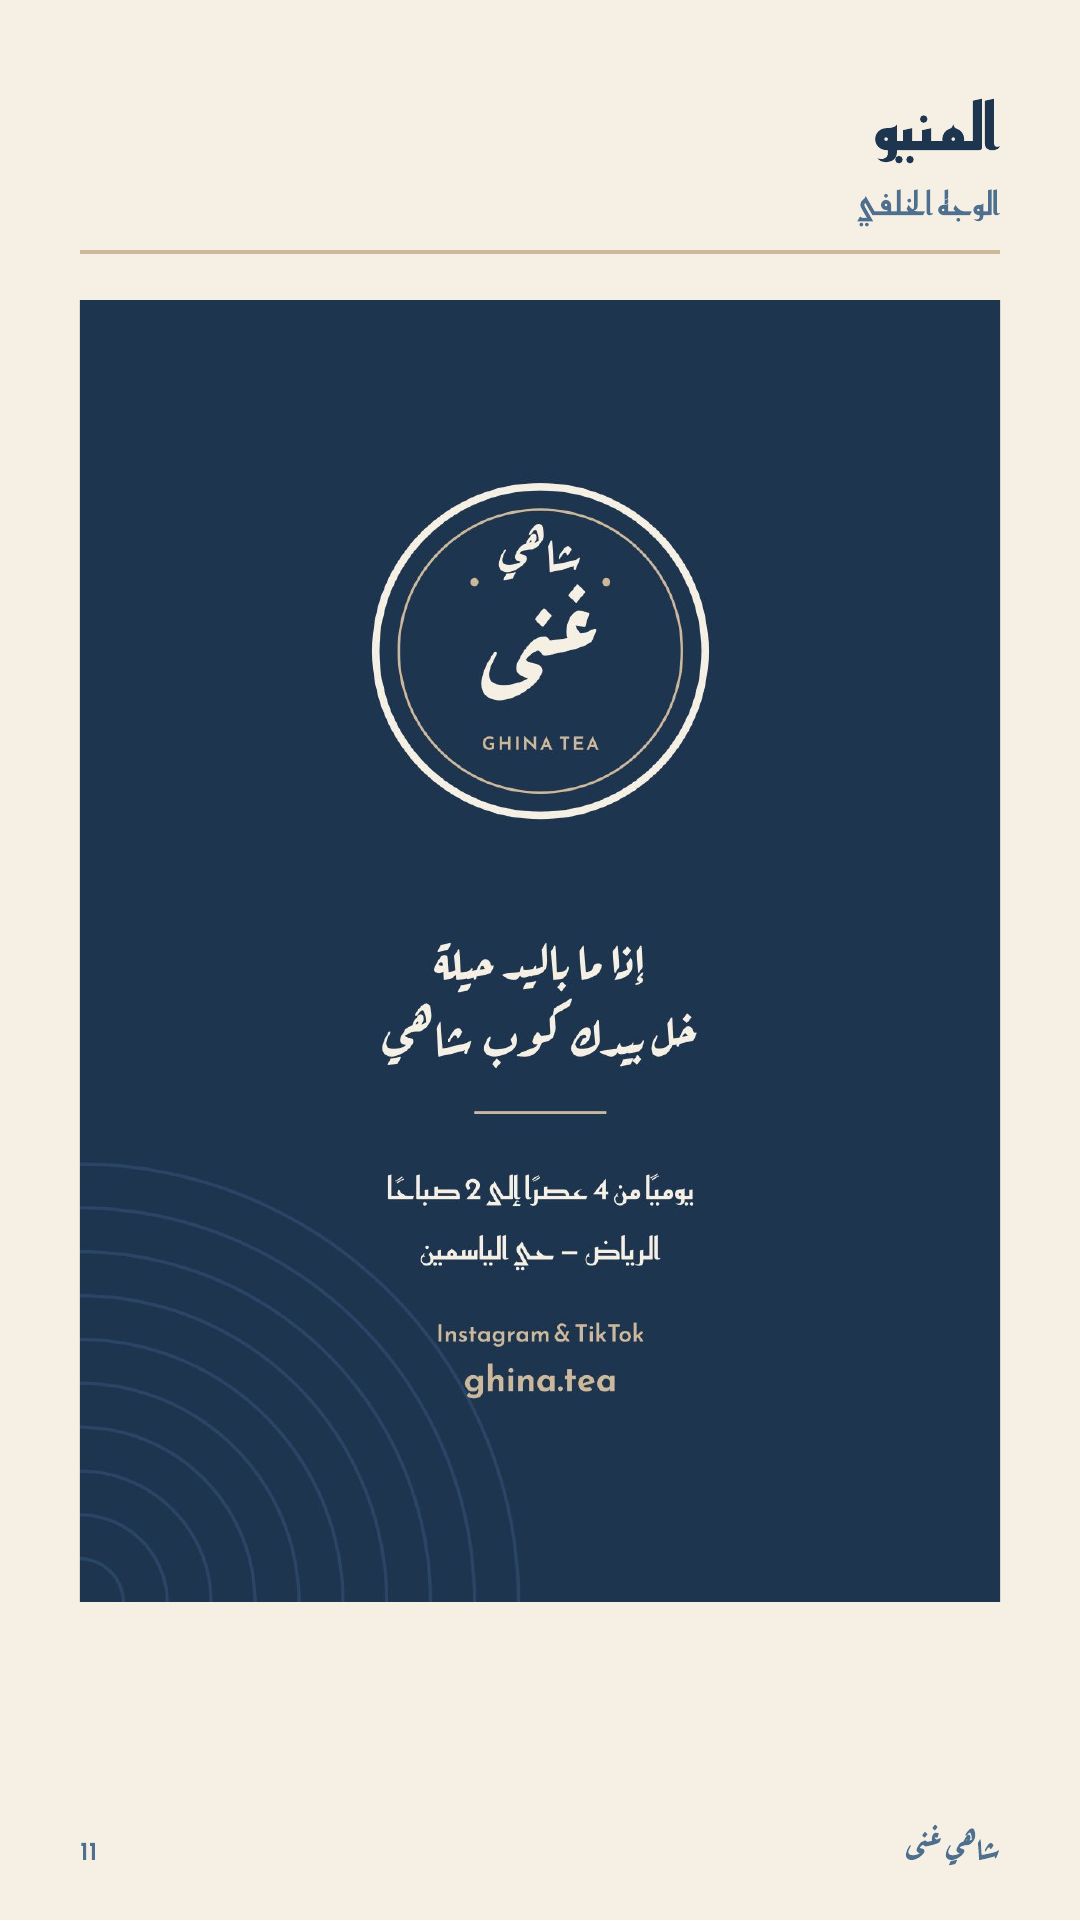 المنيو
الوجه الخلفي
شاهي
غنى
GHINA TEA
إذا ما باليد حيلة
خل بيدك كوب شاهي
يوميًا من 4 عصرًا إلى 2 صباحًا
الرياض – حي الياسمين
Instagram & TikTok
ghina.tea
شاهي غنى
11